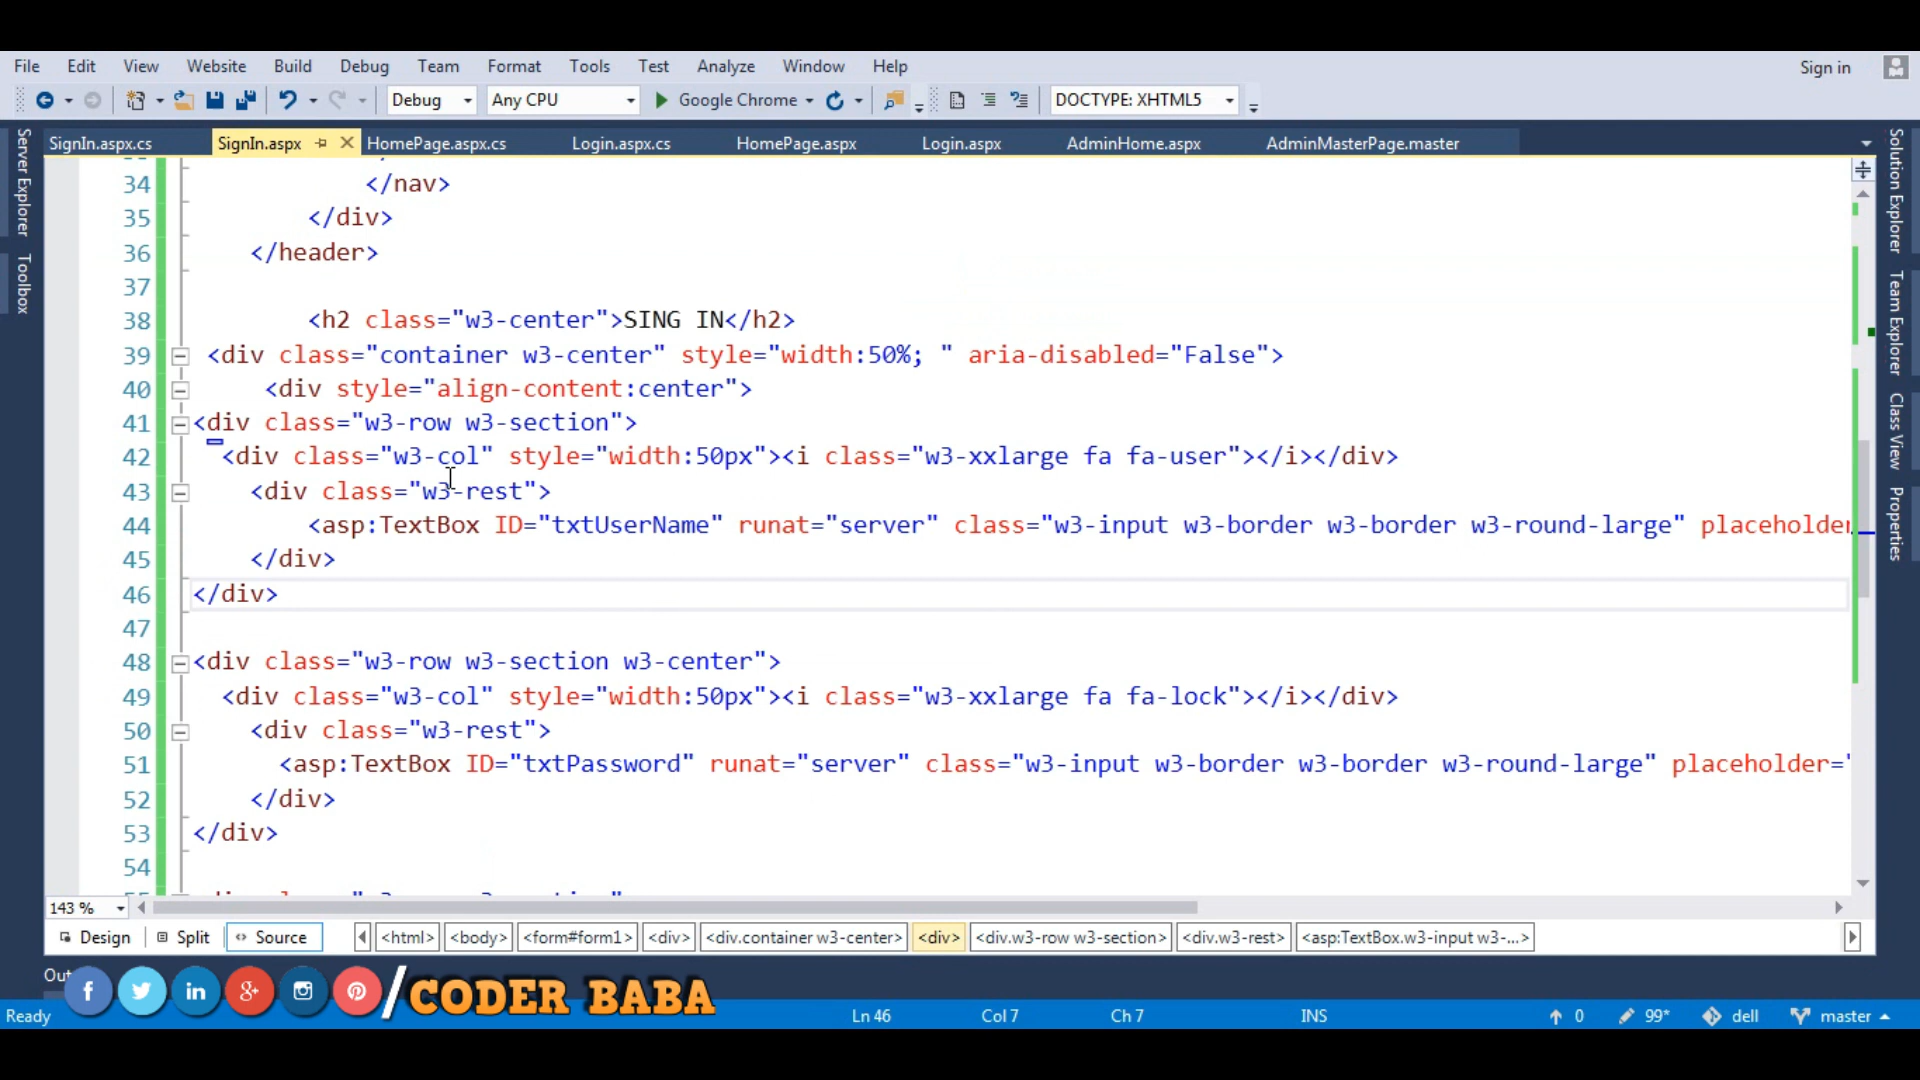 File Edit View Website Build Debug Team Format Tools Test Analyze Window Help Sign in
Debug Any CPU Google Chrome DOCTYPE: XHTML5
SignIn.aspx.cs SignIn.aspx HomePage.aspx.cs Login.aspx.cs HomePage.aspx Login.aspx AdminHome.aspx AdminMasterPage.master
Server Explorer
Toolbox
34 </nav>
35 </div>
36 </header>
37
38 <h2 class="w3-center">SING IN</h2>
39 <div class="container w3-center" style="width:50%; " aria-disabled="False">
40 <div style="align-content:center">
41 <div class="w3-row w3-section">
42 <div class="w3-col" style="width:50px"><i class="w3-xxlarge fa fa-user"></i></div>
43 <div class="w3-rest">
44 <asp:TextBox ID="txtUserName" runat="server" class="w3-input w3-border w3-border w3-round-large" placeholder
45 </div>
46 </div>
47
48 <div class="w3-row w3-section w3-center">
49 <div class="w3-col" style="width:50px"><i class="w3-xxlarge fa fa-lock"></i></div>
50 <div class="w3-rest">
51 <asp:TextBox ID="txtPassword" runat="server" class="w3-input w3-border w3-border w3-round-large" placeholder="
52 </div>
53 </div>
54
Solution Explorer
Team Explorer
Class View
Properties
143 %
Design Split Source <html> <body> <form#form1> <div> <div.container w3-center> <div> <div.w3-row w3-section> <div.w3-rest> <asp:TextBox.w3-input w3-...>
Out
f in g+ /CODER BABA
Ready Ln 46 Col 7 Ch 7 INS 0 99* dell master